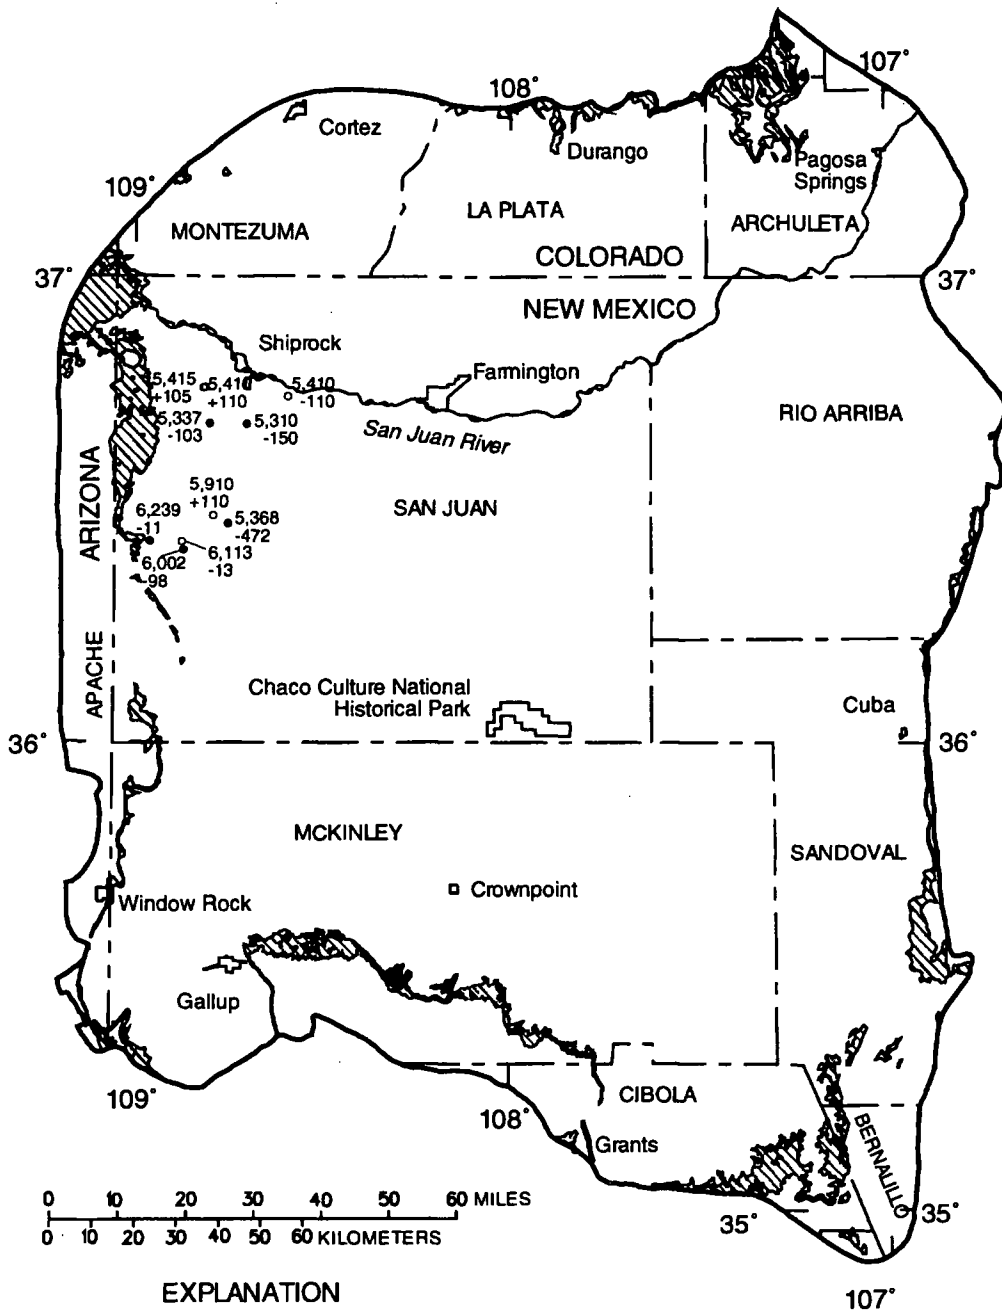 107°
108°
Cortez
Durango
Pagosa
Springs
109°
LA PLATA
MONTEZUMA
ARCHULETA
COLORADO
37°
37°
NEW MEXICO
Shiprock
Farmington
5,415
+105
5,410
+110
5,410
-110
5,337
-103
5,310
-150
San Juan River
RIO ARRIBA
ARIZONA
SAN JUAN
5,910
+110
6,239
-11
5,368
-472
6,002
-98
6,113
-13
APACHE
Chaco Culture National
Historical Park
Cuba
36°
36°
MCKINLEY
SANDOVAL
Crownpoint
Window Rock
Gallup
109°
108°
CIBOLA
Grants
BERNALILLO
0 10 20 30 40 50 60 MILES
0 10 20 30 40 50 60 KILOMETERS
35°
35°
EXPLANATION
107°